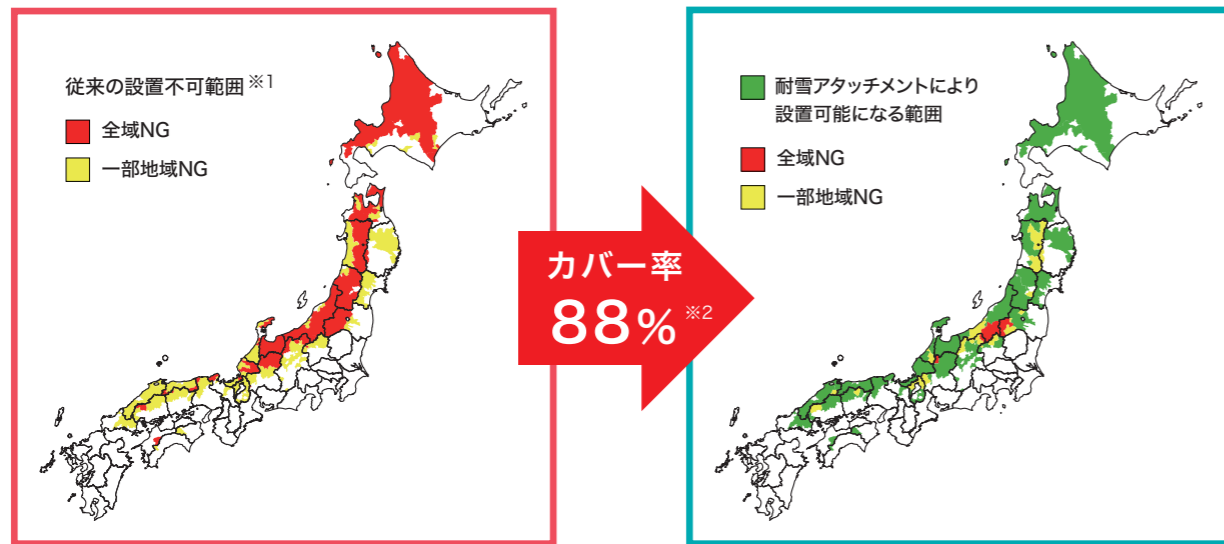 従来の設置不可範囲※1
全域NG
一部地域NG
カバー率
88%※2
耐雪アタッチメントにより
設置可能になる範囲
全域NG
一部地域NG